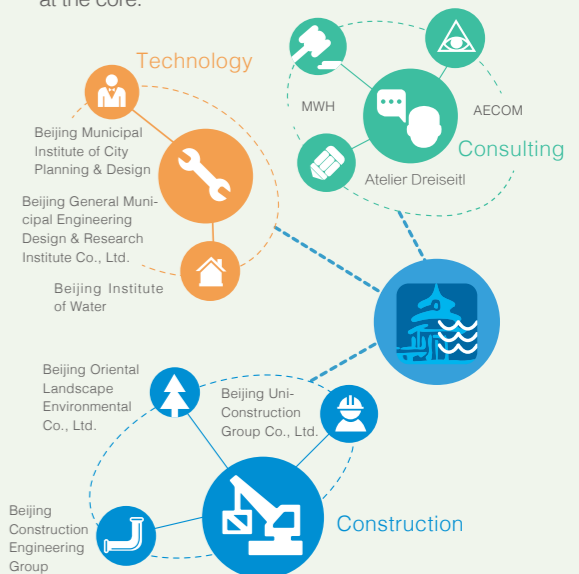 at the core.
Technology
Beijing Municipal
Institute of City
Planning & Design
Beijing General Muni-
cipal Engineering
Design & Research
Institute Co., Ltd.
Beijing Institute
of Water
MWH
AECOM
Consulting
Atelier Dreiseitl
Beijing Oriental
Landscape
Environmental
Co., Ltd.
Beijing Uni-
Construction
Group Co., Ltd.
Beijing
Construction
Engineering
Group
Construction